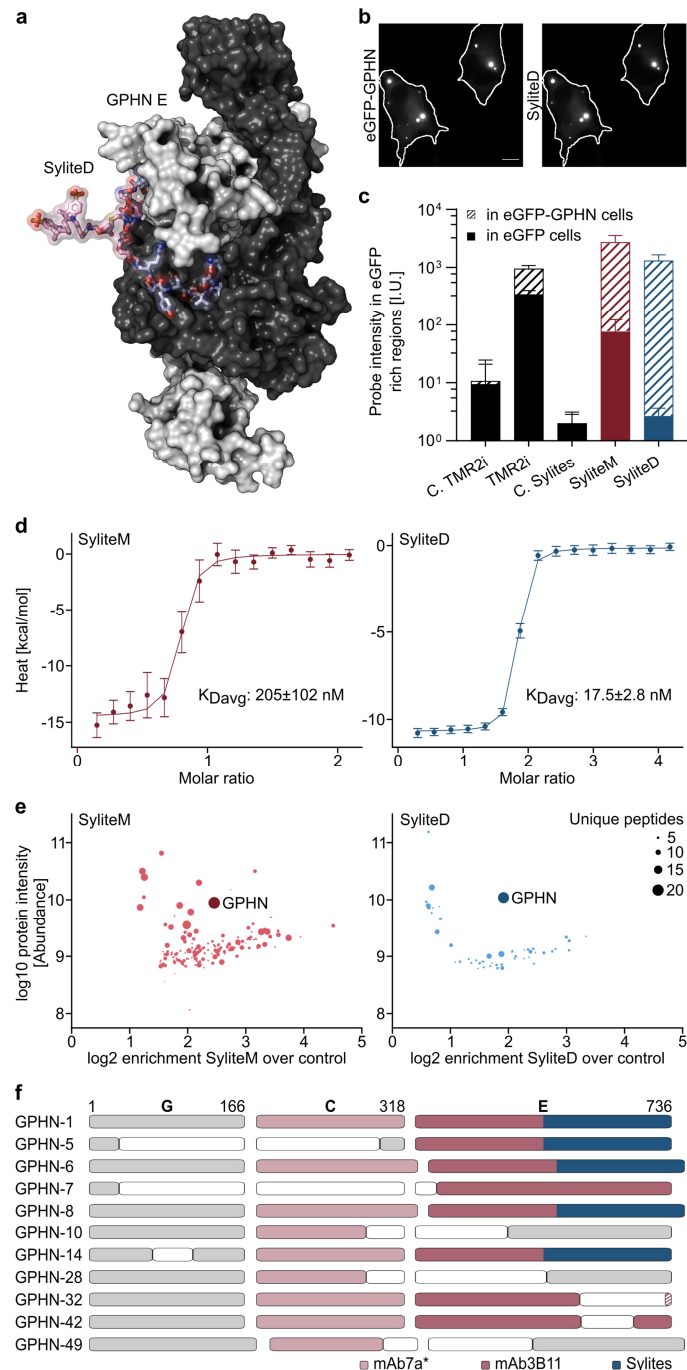 a
GPHN E
SyliteD
b
eGFP-GPHN
SyliteD
c
in eGFP-GPHN cells
in eGFP cells
Probe intensity in eGFP
rich regions [I.U.]
10⁴
10³
10²
10¹
10⁰
C. TMR2i
TMR2i
C. Sylites
SyliteM
SyliteD
d
SyliteM
Heat [kcal/mol]
0
-5
-10
-15
K_Davg: 205±102 nM
0 1 2
Molar ratio
SyliteD
0
-5
-10
K_Davg: 17.5±2.8 nM
0 1 2 3 4
Molar ratio
e
SyliteM
log10 protein intensity
[Abundance]
11
10
9
8
GPHN
0 1 2 3 4 5
log2 enrichment SyliteM over control
SyliteD
Unique peptides
5
10
15
20
11
10
9
8
GPHN
0 1 2 3 4 5
log2 enrichment SyliteD over control
f
1 G 166 C 318 E 736
GPHN-1
GPHN-5
GPHN-6
GPHN-7
GPHN-8
GPHN-10
GPHN-14
GPHN-28
GPHN-32
GPHN-42
GPHN-49
mAb7a* mAb3B11 Sylites